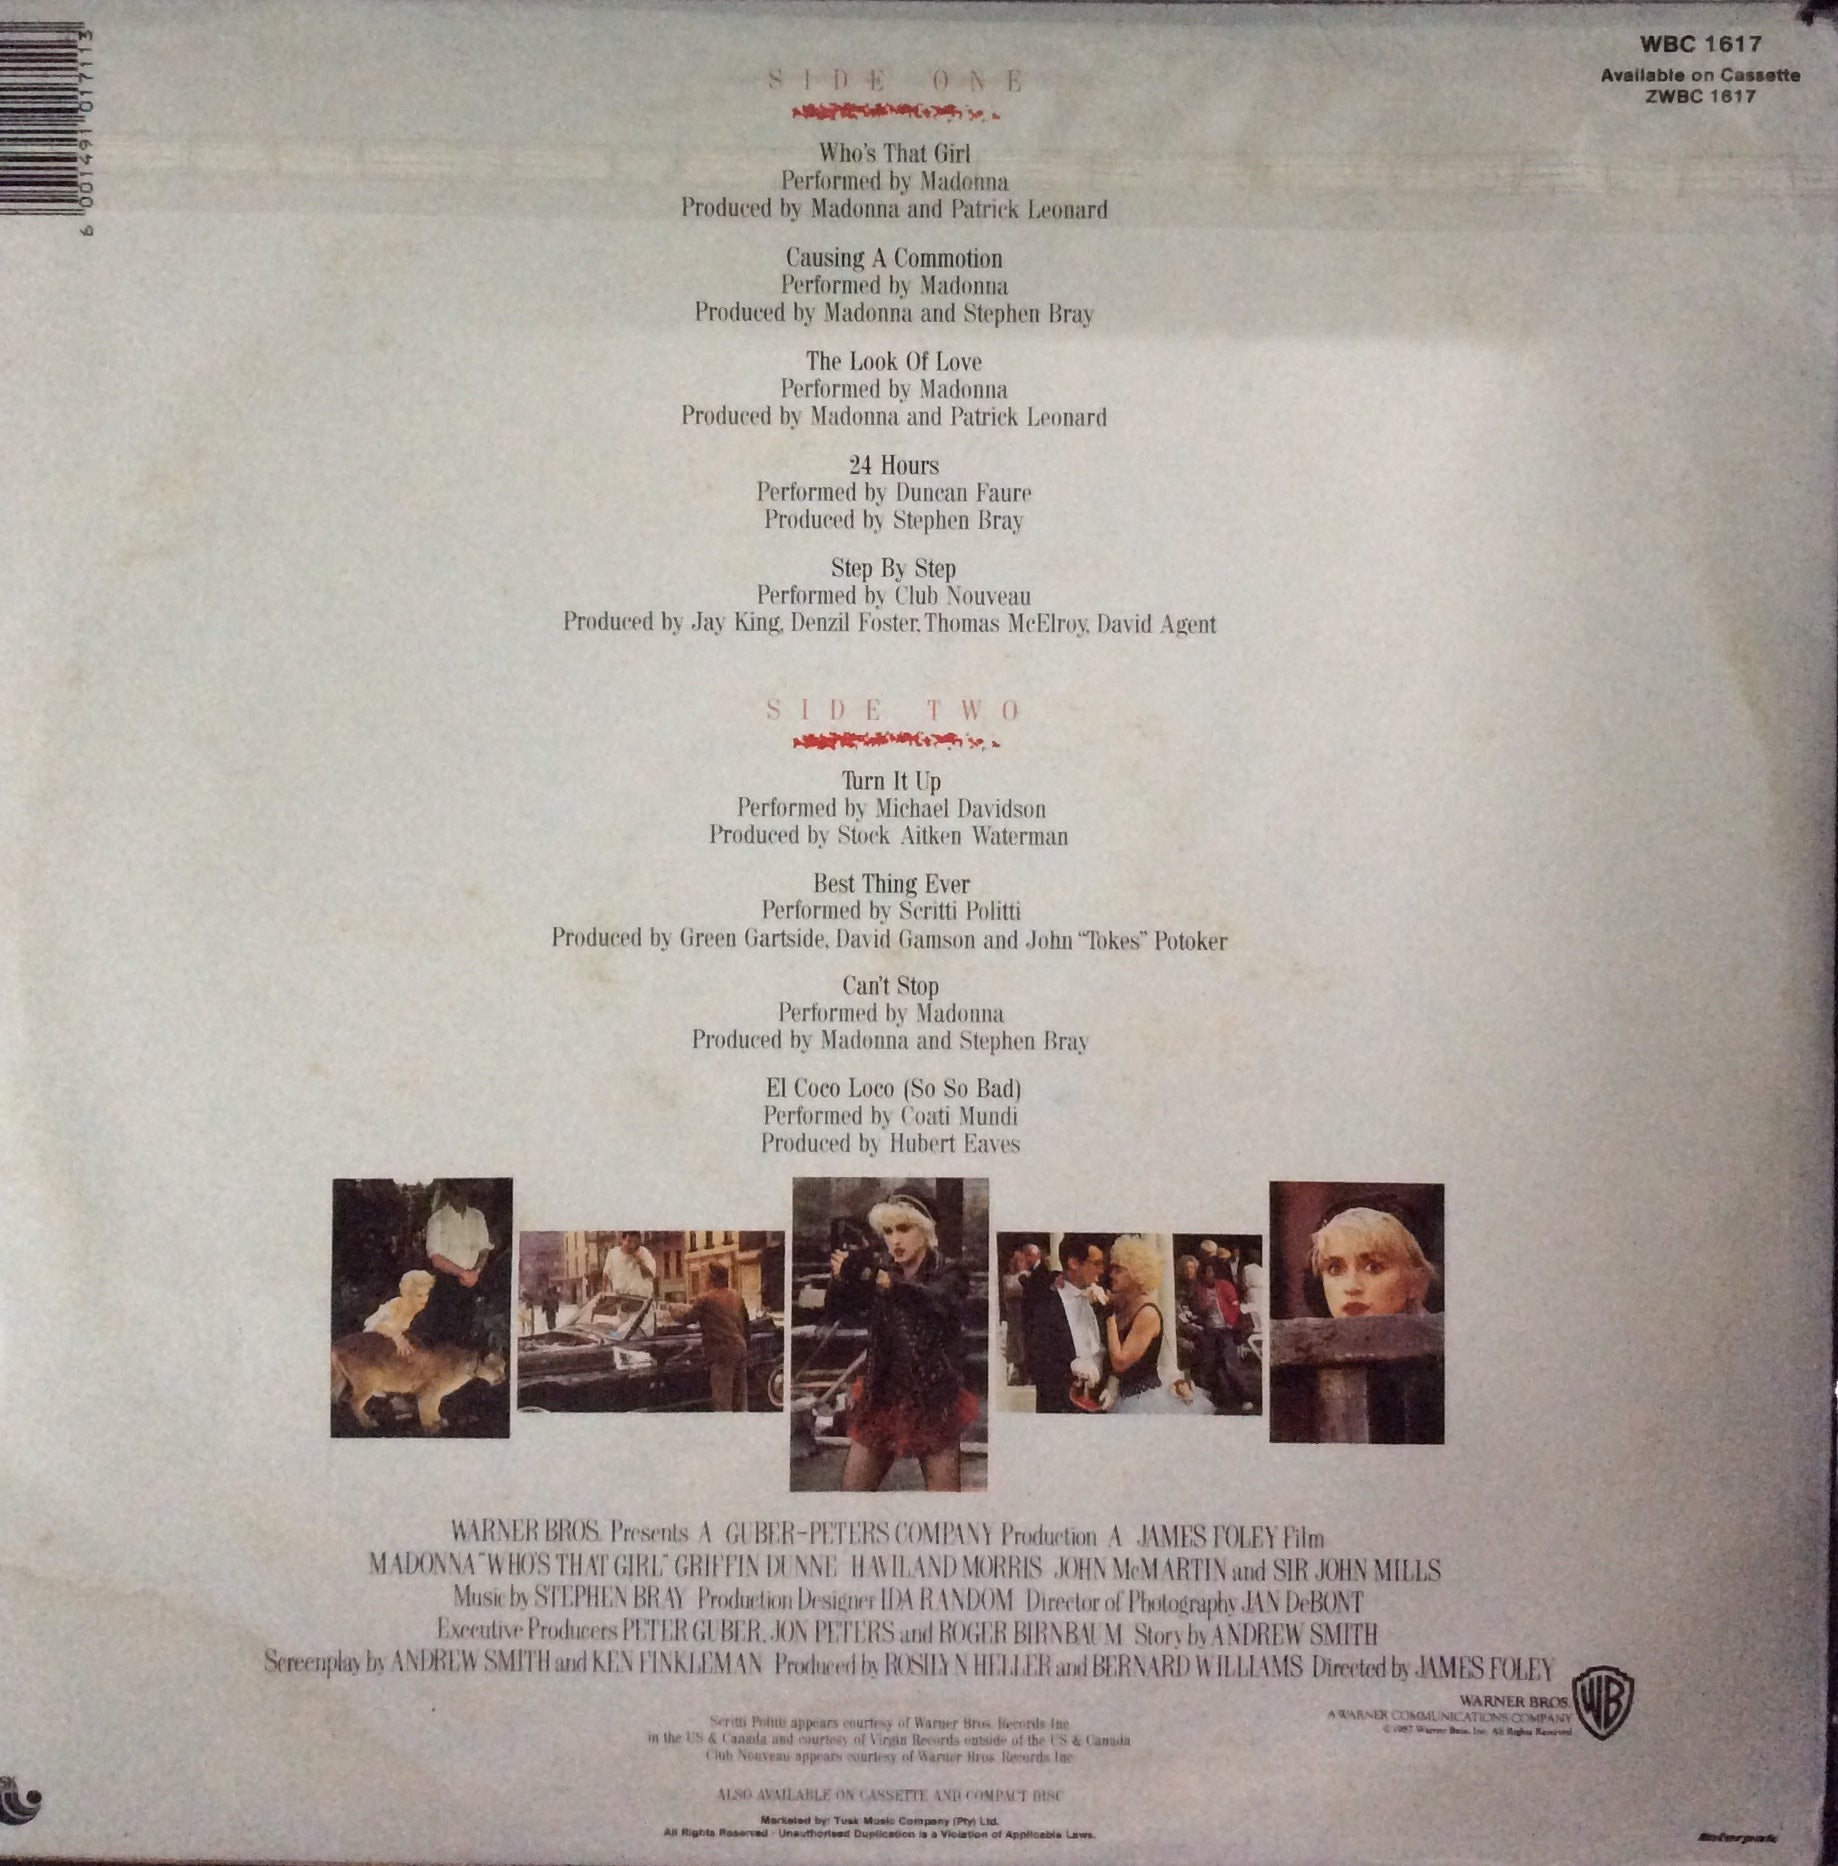 WBC 1617
Available on Cassette
ZWBC 1617
6 001491 017113
SIDE ONE
Who's That Girl
Performed by Madonna
Produced by Madonna and Patrick Leonard
Causing A Commotion
Performed by Madonna
Produced by Madonna and Stephen Bray
The Look Of Love
Performed by Madonna
Produced by Madonna and Patrick Leonard
24 Hours
Performed by Duncan Faure
Produced by Stephen Bray
Step By Step
Performed by Club Nouveau
Produced by Jay King, Denzil Foster, Thomas McElroy, David Agent
SIDE TWO
Turn It Up
Performed by Michael Davidson
Produced by Stock Aitken Waterman
Best Thing Ever
Performed by Scritti Politti
Produced by Green Gartside, David Gamson and John "Tokes" Potoker
Can't Stop
Performed by Madonna
Produced by Madonna and Stephen Bray
El Coco Loco (So So Bad)
Performed by Coati Mundi
Produced by Hubert Eaves
WARNER BROS. Presents A GUBER-PETERS COMPANY Production A JAMES FOLEY Film
MADONNA "WHO'S THAT GIRL" GRIFFIN DUNNE HAVILAND MORRIS JOHN McMARTIN and SIR JOHN MILLS
Music by STEPHEN BRAY Production Designer IDA RANDOM Director of Photography JAN DeBONT
Executive Producers PETER GUBER, JON PETERS and ROGER BIRNBAUM Story by ANDREW SMITH
Screenplay by ANDREW SMITH and KEN FINKLEMAN Produced by ROSILYN HELLER and BERNARD WILLIAMS Directed by JAMES FOLEY
WB
WARNER BROS.
A WARNER COMMUNICATIONS COMPANY
© 1987 Warner Bros. Inc. All Rights Reserved
Scritti Politti appears courtesy of Warner Bros. Records Inc.
in the US & Canada and courtesy of Virgin Records outside of the US & Canada
Club Nouveau appears courtesy of Warner Bros. Records Inc.
ALSO AVAILABLE ON CASSETTE AND COMPACT DISC
Marketed by: Tusk Music Company (Pty) Ltd.
All Rights Reserved - Unauthorised Duplication is a Violation of Applicable Laws.
SK
Interpak